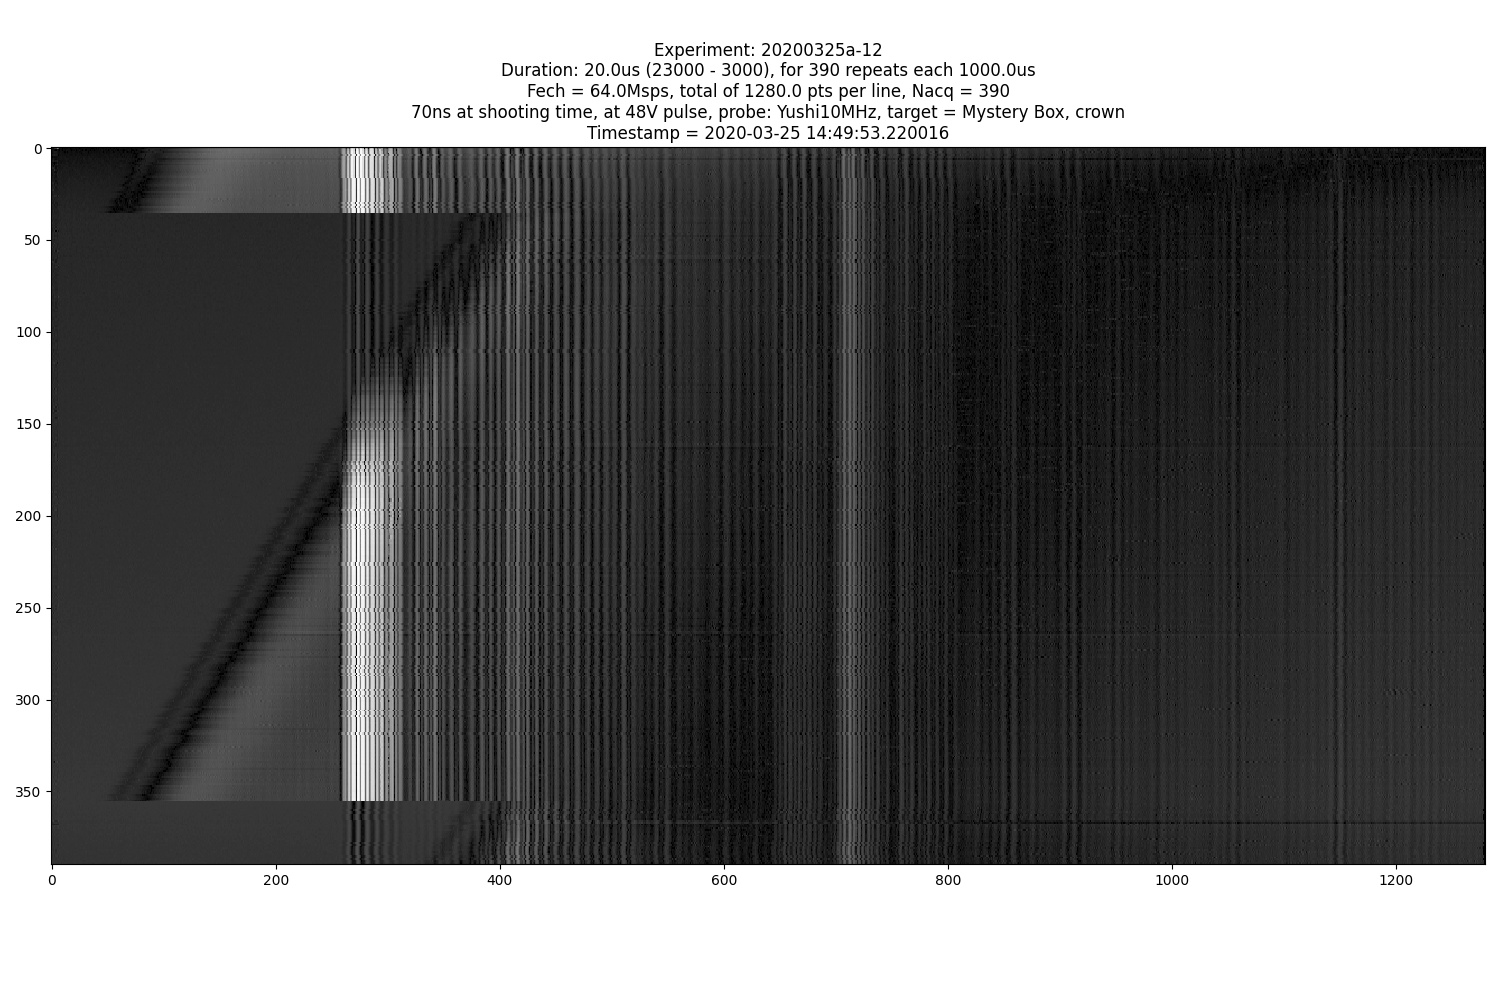 Experiment: 20200325a-12
Duration: 20.0us (23000 - 3000), for 390 repeats each 1000.0us
Fech = 64.0Msps, total of 1280.0 pts per line, Nacq = 390
70ns at shooting time, at 48V pulse, probe: Yushi10MHz, target = Mystery Box, crown
Timestamp = 2020-03-25 14:49:53.220016
0
50
100
150
200
250
300
350
0 200 400 600 800 1000 1200